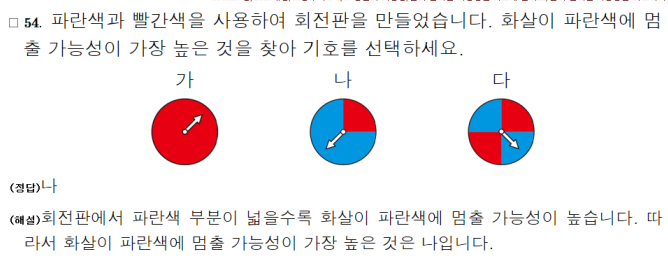 □ 54. 파란색과 빨간색을 사용하여 회전판을 만들었습니다. 화살이 파란색에 멈
출 가능성이 가장 높은 것을 찾아 기호를 선택하세요.
가 나 다
(정답)나
(해설)회전판에서 파란색 부분이 넓을수록 화살이 파란색에 멈출 가능성이 높습니다. 따
라서 화살이 파란색에 멈출 가능성이 가장 높은 것은 나입니다.